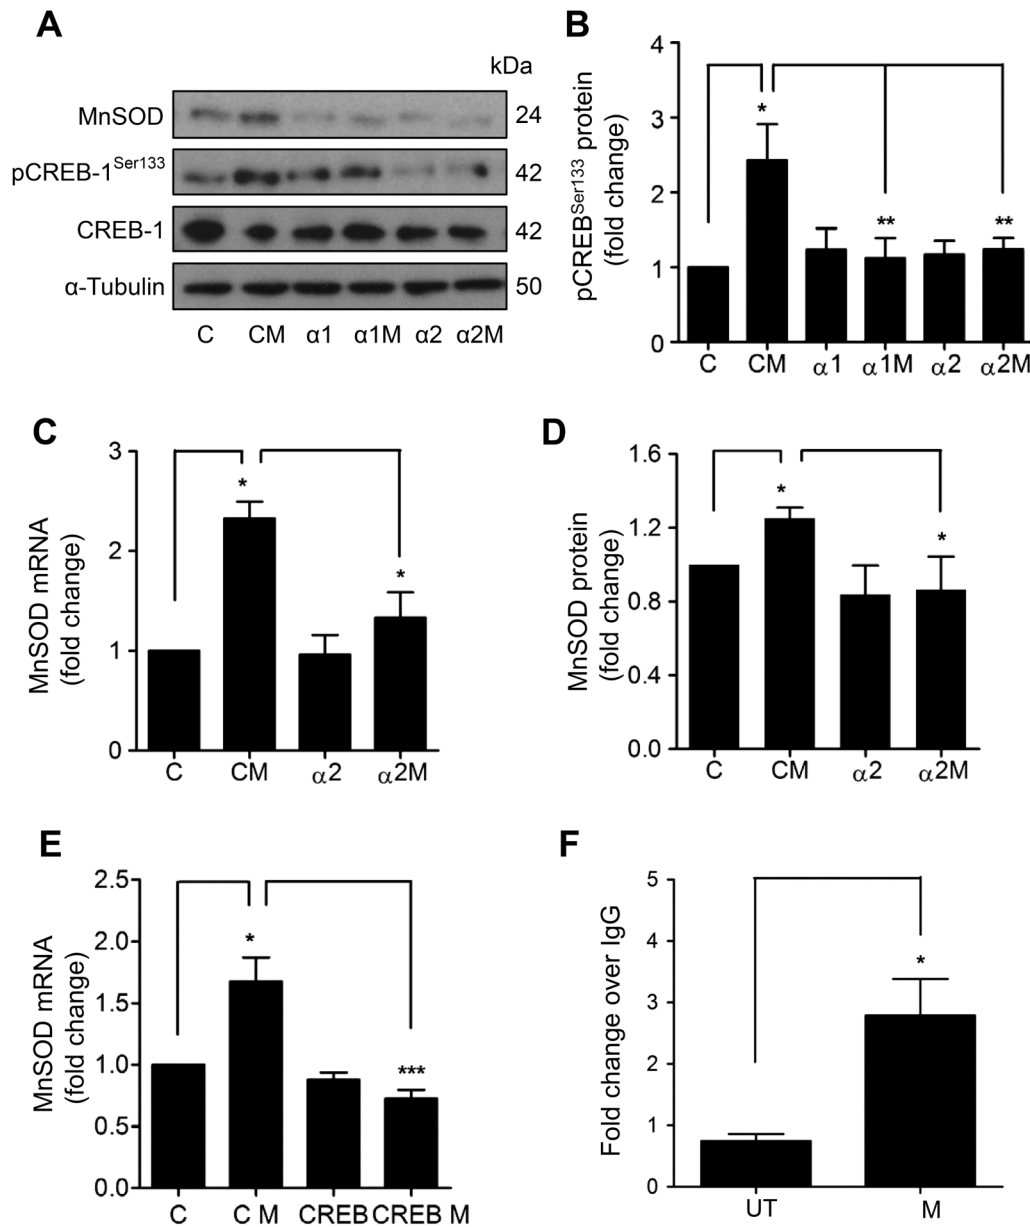 A
kDa
MnSOD 24
pCREB-1Ser133 42
CREB-1 42
α-Tubulin 50
C CM α1 α1M α2 α2M
B
pCREBSer133 protein
(fold change)
4
3
2
1
0
*
**
**
C CM α1 α1M α2 α2M
C
MnSOD mRNA
(fold change)
3
2
1
0
*
*
C CM α2 α2M
D
MnSOD protein
(fold change)
1.6
1.2
0.8
0.4
0.0
*
*
C CM α2 α2M
E
MnSOD mRNA
(fold change)
2.5
2.0
1.5
1.0
0.5
0.0
*
***
C C M CREB CREB M
F
Fold change over IgG
5
4
3
2
1
0
*
UT M